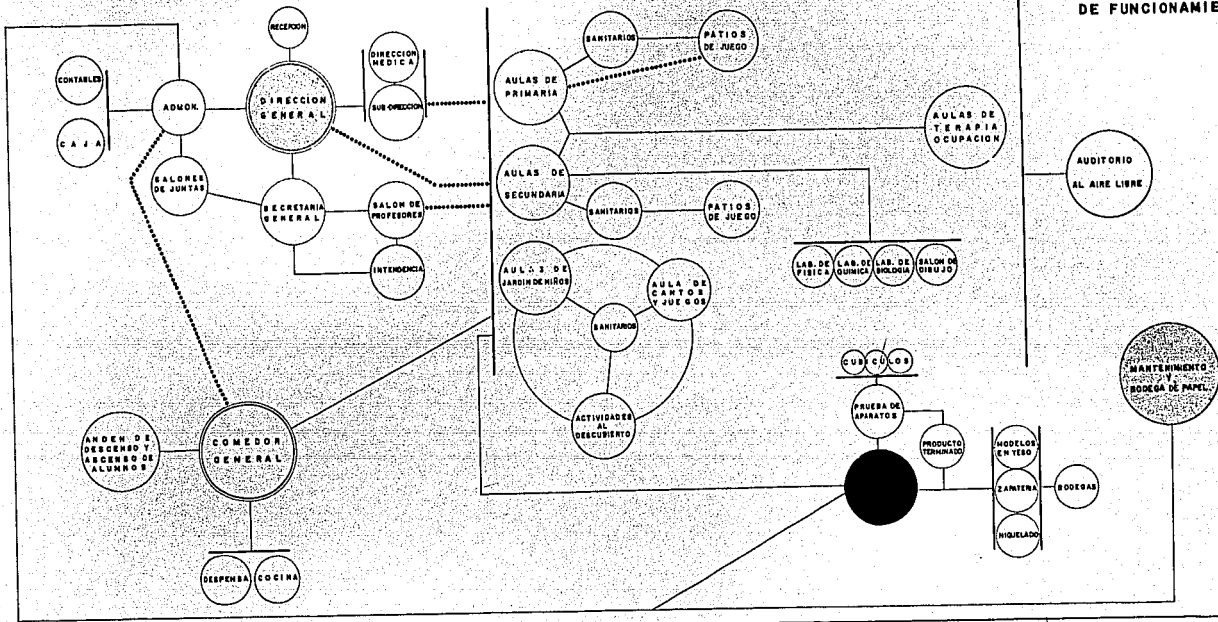 DE FUNCIONAMIE
RECEPCION
CONTABLES
CAJA
ADMON.
DIRECCION
GENERAL
DIRECCION
MEDICA
SUB-DIRECCION
SALONES
DE JUNTAS
SECRETARIA
GENERAL
SALON DE
PROFESORES
INTENDENCIA
AULAS DE
PRIMARIA
SANITARIOS
PATIOS
DE JUEGO
AULAS DE
SECUNDARIA
SANITARIOS
PATIOS
DE JUEGO
AULAS DE
TERAPIA
OCUPACION
AUDITORIO
AL AIRE LIBRE
LAB. DE
FISICA
LAB. DE
QUIMICA
LAB. DE
BIOLOGIA
SALON DE
DIBUJO
AULAS DE
JARDIN DE NIÑOS
AULA DE
CANTOS
Y JUEGOS
SANITARIOS
ACTIVIDADES
AL
DESCUBIERTO
CUBICULOS
PRUEBA DE
APARATOS
PRODUCTO
TERMINADO
MODELOS
EN YESO
ZAPATERIA
NIQUELADO
BODEGAS
MANTENIMIENTO
Y
BODEGA DE PAPEL
ANDEN DE
DESCENSO Y
ASCENSO DE
ALUMNOS
COMEDOR
GENERAL
DESPENSA
COCINA